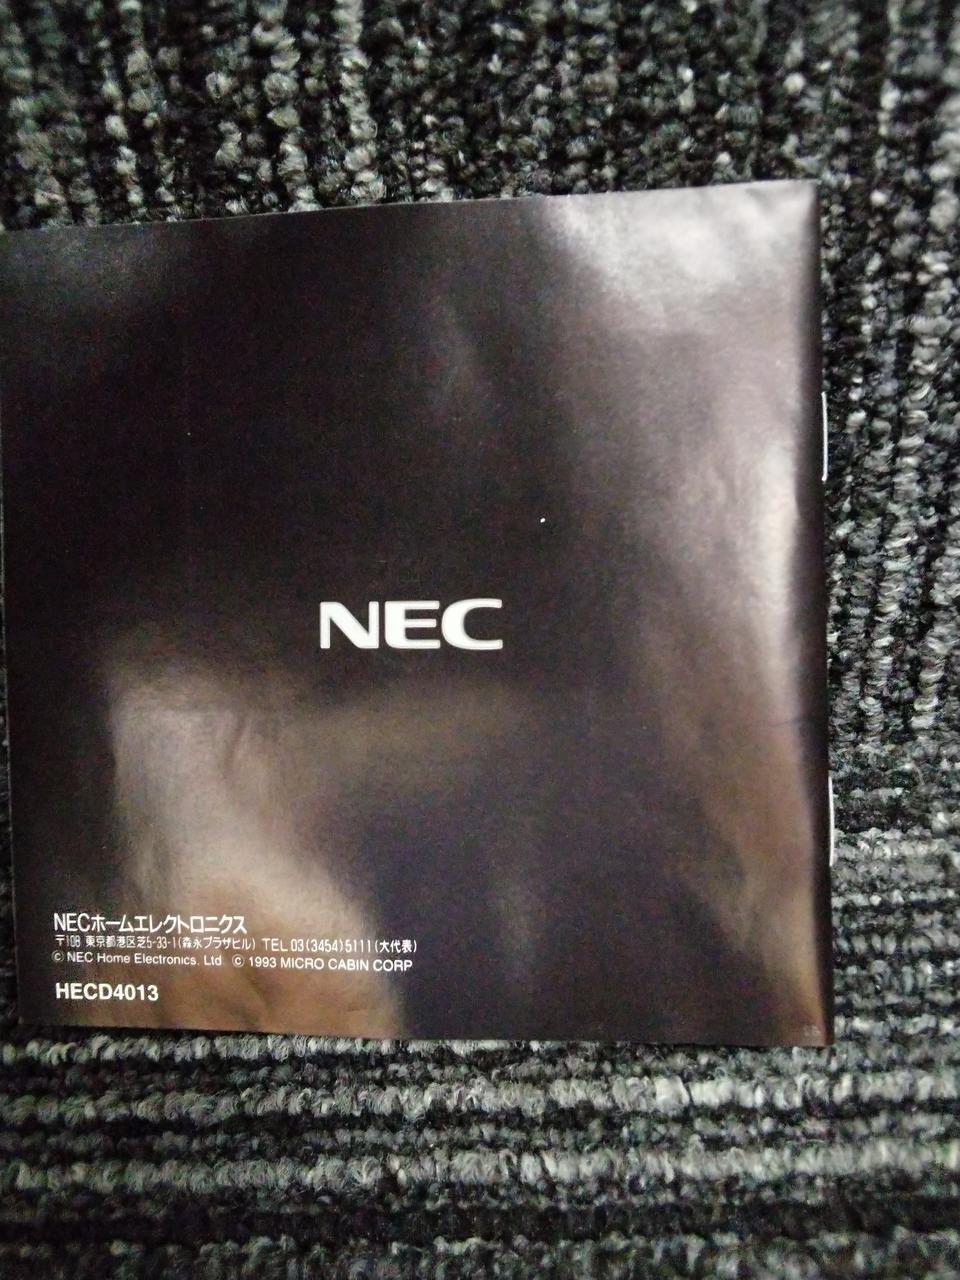 NEC
NECホームエレクトロニクス
〒108 東京都港区芝5-33-1(森永プラザビル) TEL.03(3454)5111(大代表)
© NEC Home Electronics. Ltd © 1993 MICRO CABIN CORP
HECD4013